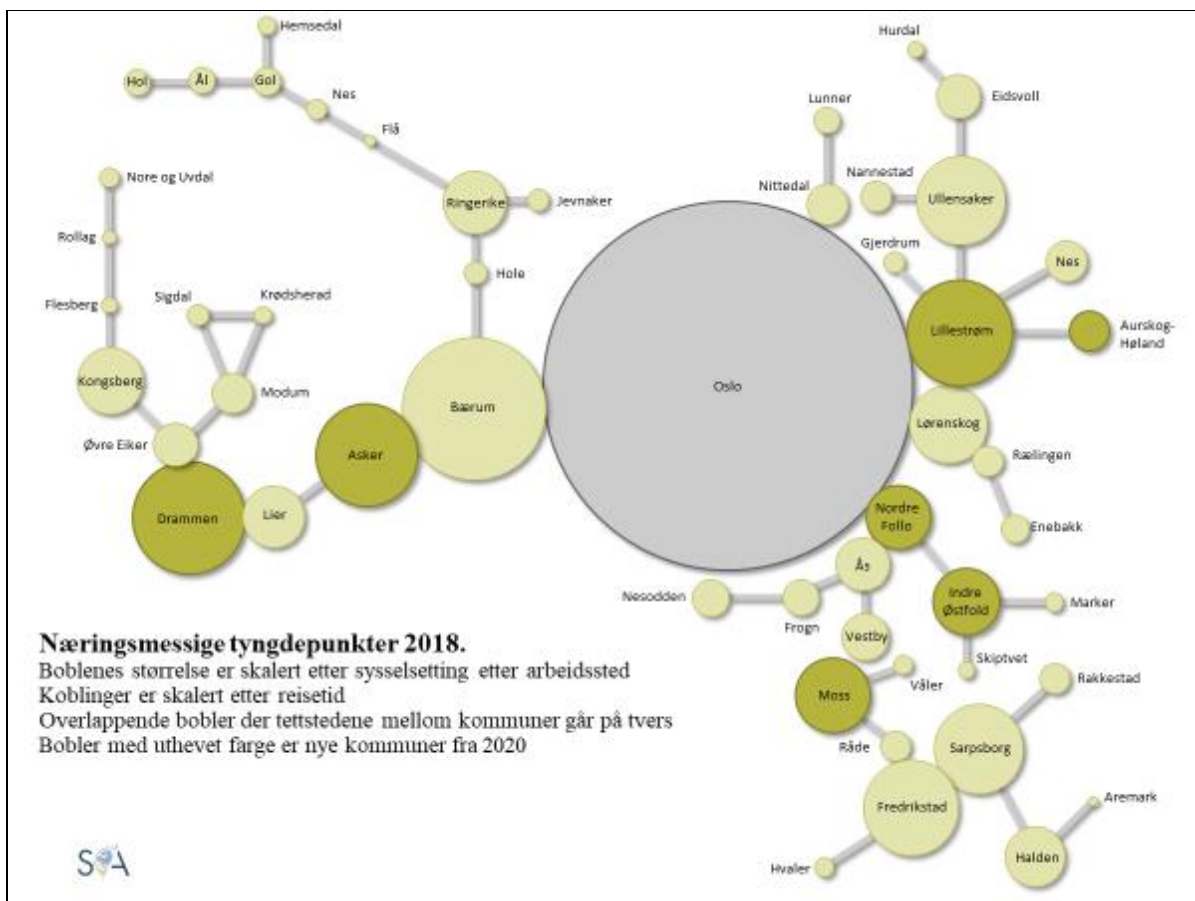 Hemsedal
Hurdal
Hol
Ål
Gol
Nes
Eidsvoll
Lunner
Flå
Nore og Uvdal
Nannestad
Nittedal
Ullensaker
Ringerike
Jevnaker
Rollag
Gjerdrum
Nes
Hole
Sigdal
Krødsherad
Flesberg
Lillestrøm
Aurskog-
Høland
Kongsberg
Modum
Oslo
Bærum
Lørenskog
Øvre Eiker
Asker
Rælingen
Drammen
Lier
Nordre
Follo
Enebakk
Ås
Nesodden
Frogn
Indre
Østfold
Marker
Vestby
Skiptvet
Næringsmessige tyngdepunkter 2018.
Boblenes størrelse er skalert etter sysselsetting etter arbeidssted
Koblinger er skalert etter reisetid
Overlappende bobler der tettstedene mellom kommuner går på tvers
Bobler med uthevet farge er nye kommuner fra 2020
Moss
Våler
Rakkestad
Råde
Sarpsborg
Fredrikstad
Aremark
Halden
Hvaler
SØA